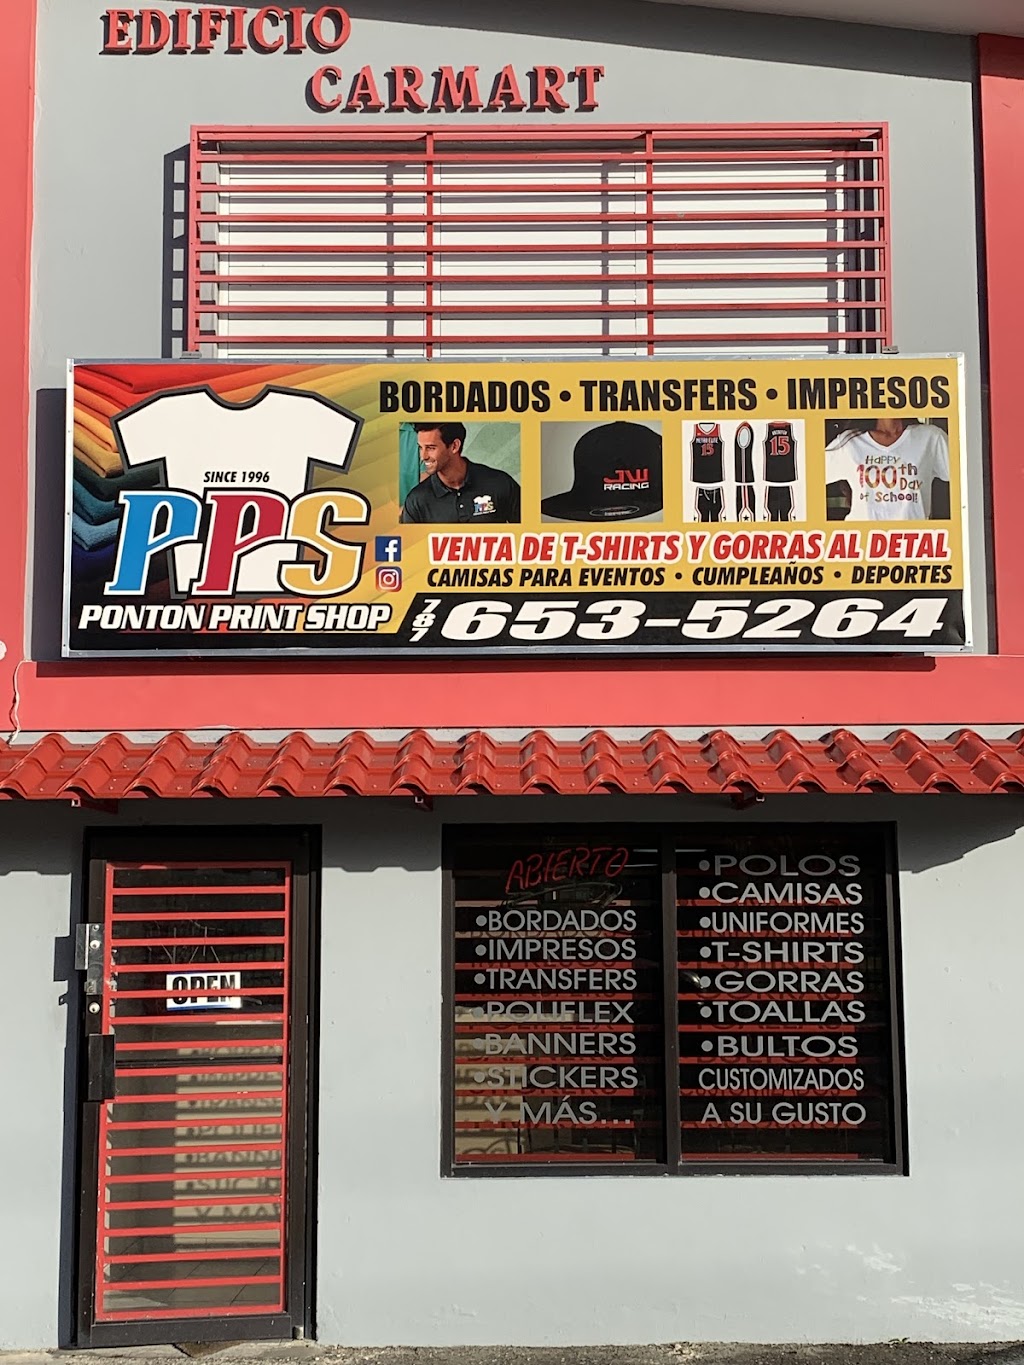 EDIFICIO
CARMART
BORDADOS • TRANSFERS • IMPRESOS
SINCE 1996
PPS
PONTON PRINT SHOP
JW
RACING
15
15
Happy
100th
Day
of School!
VENTA DE T-SHIRTS Y GORRAS AL DETAL
CAMISAS PARA EVENTOS • CUMPLEAÑOS • DEPORTES
787 653-5264
OPEN
ABIERTO
•BORDADOS
•IMPRESOS
•TRANSFERS
•POLIFLEX
•BANNERS
•STICKERS
Y MÁS...
•POLOS
•CAMISAS
•UNIFORMES
•T-SHIRTS
•GORRAS
•TOALLAS
•BULTOS
CUSTOMIZADOS
A SU GUSTO